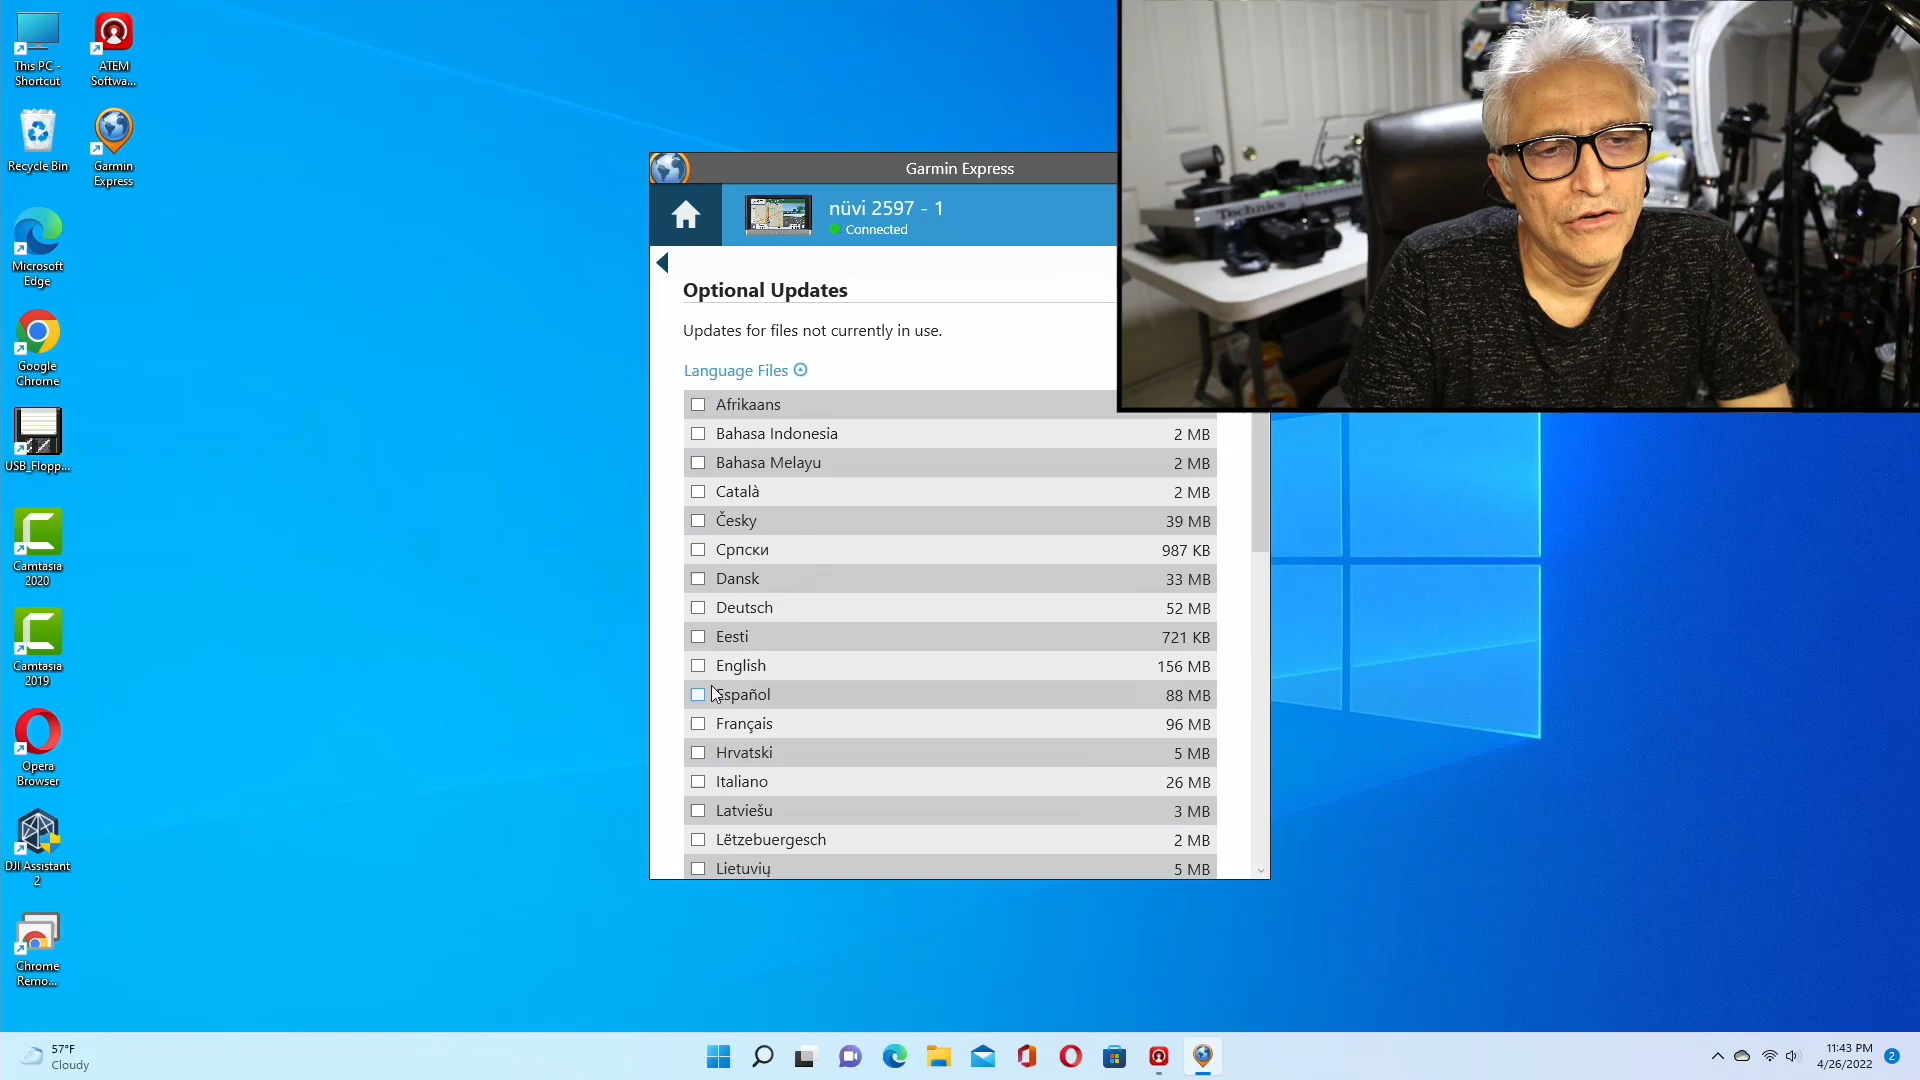 This PC -
Shortcut
ATEM
Softwa...
Recycle Bin
Garmin
Express
Microsoft
Edge
Google
Chrome
USB_Flopp...
Camtasia
2020
Camtasia
2019
Opera
Browser
DJI Assistant
2
Chrome
Remo...
Garmin Express
nüvi 2597 - 1
Connected
Optional Updates
Updates for files not currently in use.
Language Files
Afrikaans
Bahasa Indonesia 2 MB
Bahasa Melayu 2 MB
Català 2 MB
Česky 39 MB
Српски 987 KB
Dansk 33 MB
Deutsch 52 MB
Eesti 721 KB
English 156 MB
Español 88 MB
Français 96 MB
Hrvatski 5 MB
Italiano 26 MB
Latviešu 3 MB
Lëtzebuergesch 2 MB
Lietuvių 5 MB
Technics
57°F
Cloudy
11:43 PM
4/26/2022
2